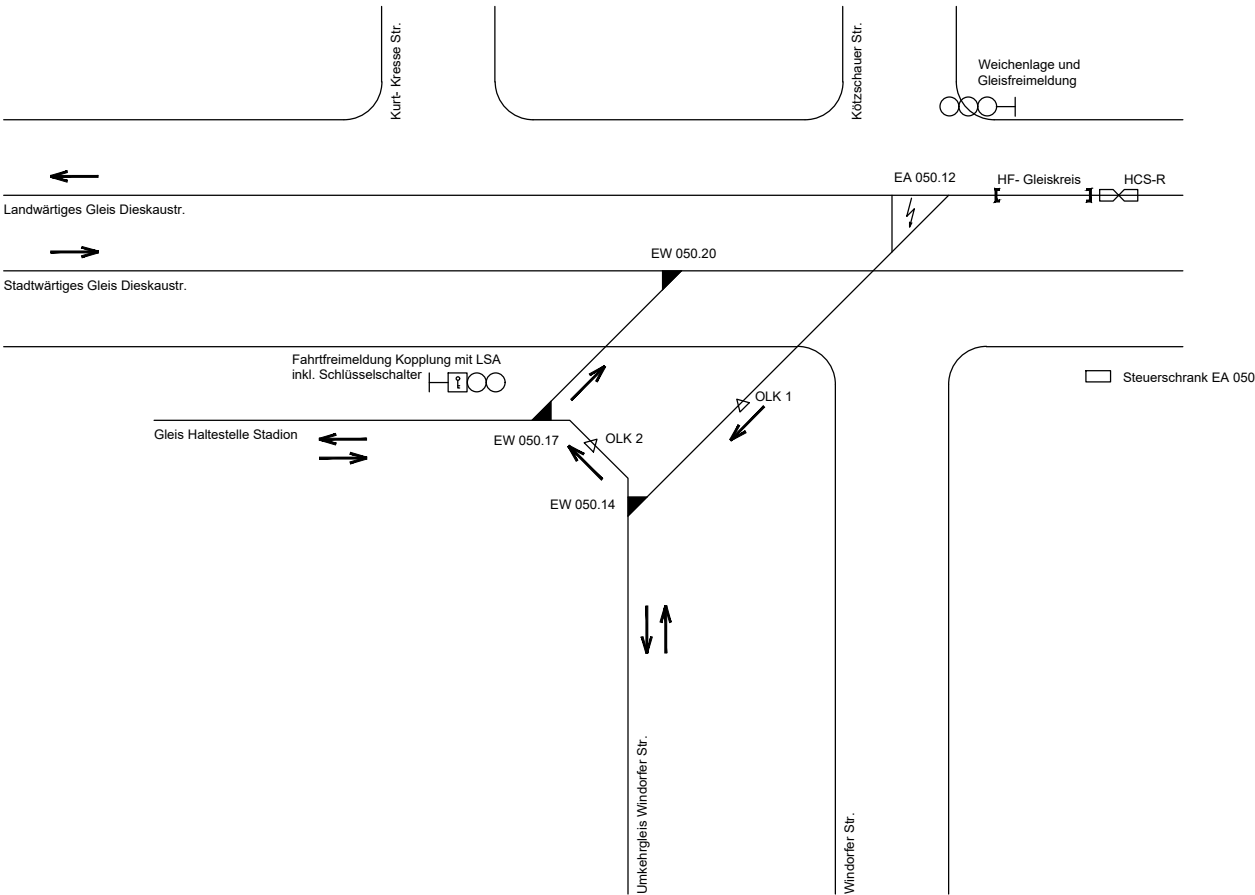 Kurt- Kresse Str.
Kötzschauer Str.
Weichenlage und
Gleisfreimeldung
EA 050.12
HF- Gleiskreis
HCS-R
Landwärtiges Gleis Dieskaustr.
EW 050.20
Stadtwärtiges Gleis Dieskaustr.
Fahrtfreimeldung Kopplung mit LSA
inkl. Schlüsselschalter
Steuerschrank EA 050
OLK 1
Gleis Haltestelle Stadion
EW 050.17
OLK 2
EW 050.14
Umkehrgleis Windorfer Str.
Windorfer Str.